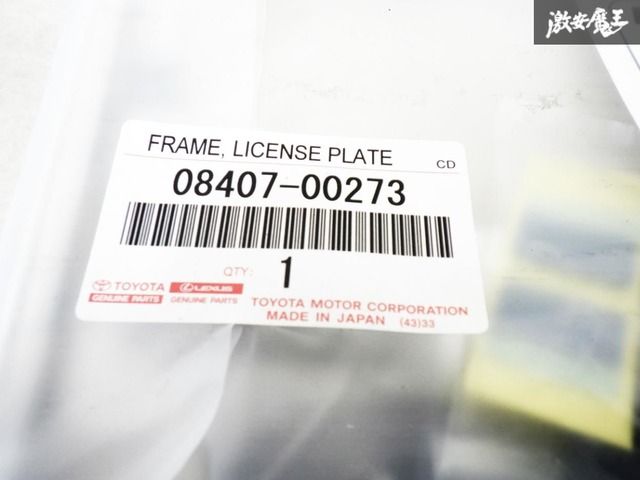 激安魔王
FRAME, LICENSE PLATE
CD
08407-00273
QTY: 1
TOYOTA
GENUINE PARTS
LEXUS
GENUINE PARTS
TOYOTA MOTOR CORPORATION
MADE IN JAPAN (43)33